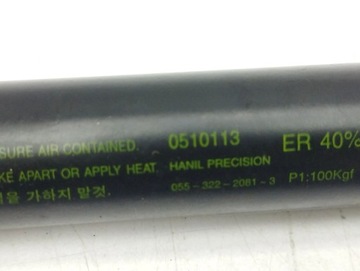 SURE AIR CONTAINED. 0510113 ER 40%
KE APART OR APPLY HEAT HANIL PRECISION
을 가하지 말것. 055-322-2081-3 P1:100Kgf